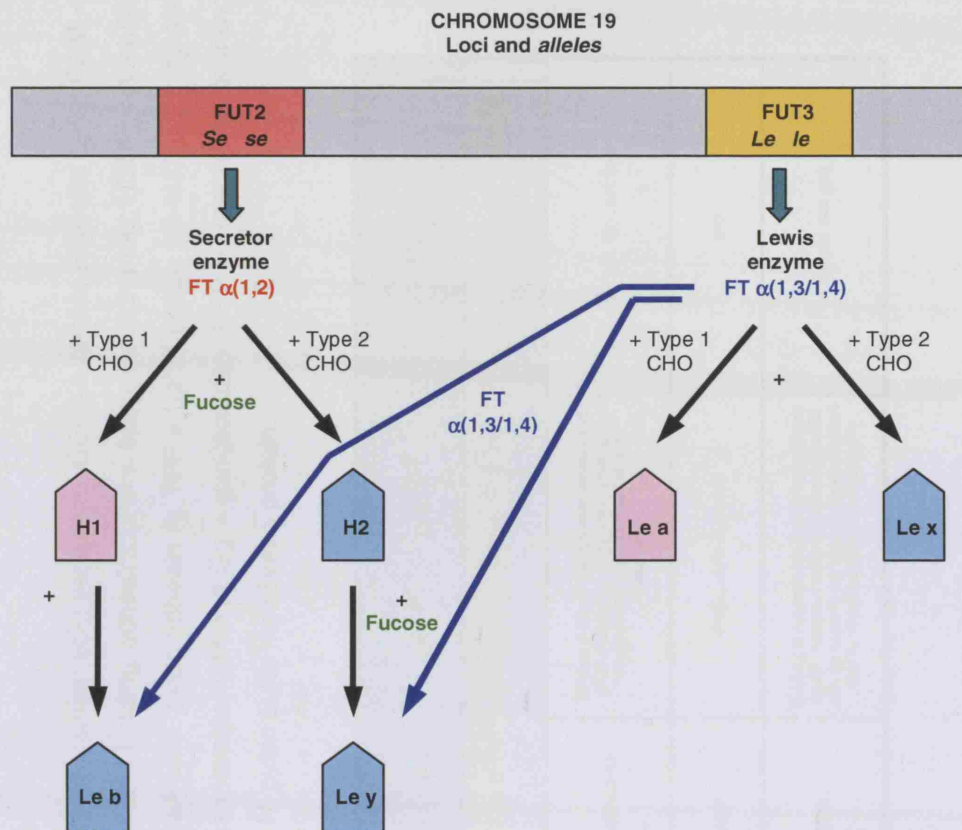 CHROMOSOME 19
Loci and alleles
FUT2
Se se
FUT3
Le le
Secretor
enzyme
FT α(1,2)
Lewis
enzyme
FT α(1,3/1,4)
+ Type 1
CHO
+
Fucose
+ Type 2
CHO
FT
α(1,3/1,4)
+ Type 1
CHO
+
+ Type 2
CHO
H1
H2
Le a
Le x
+
+
Fucose
Le b
Le y